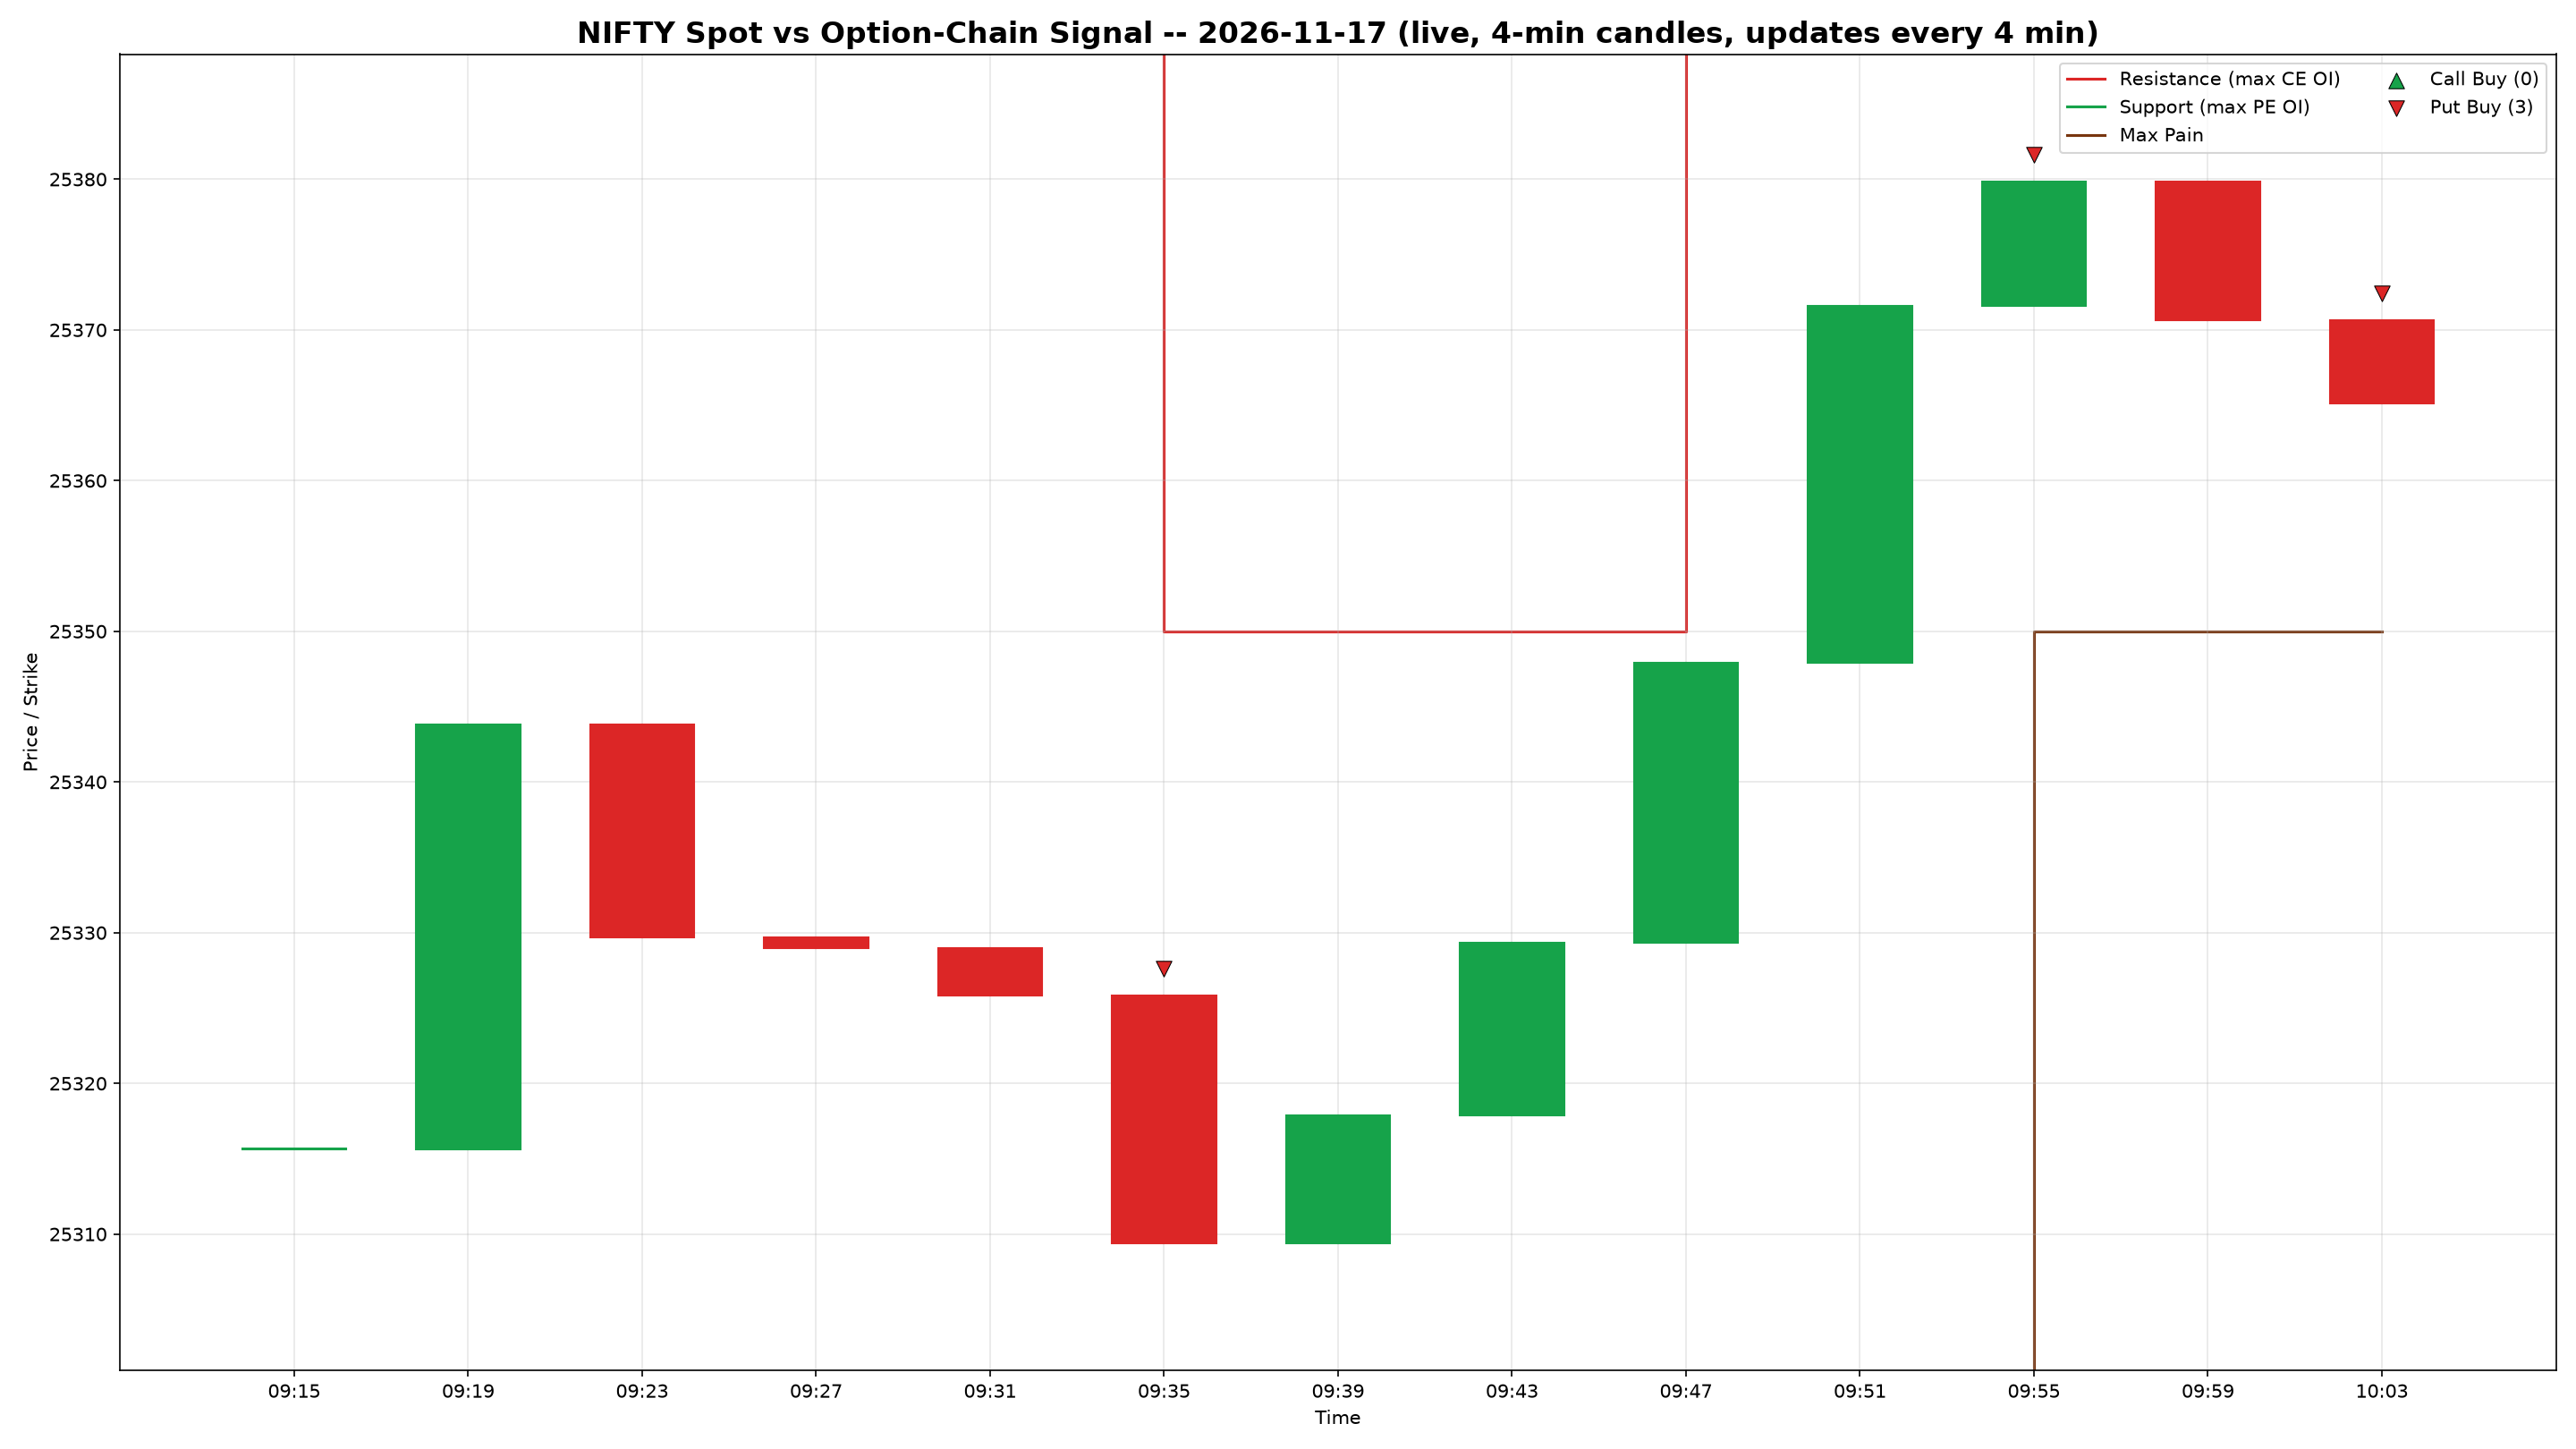 NIFTY Spot vs Option-Chain Signal -- 2026-11-17 (live, 4-min candles, updates every 4 min)
Resistance (max CE OI)
Support (max PE OI)
Max Pain
Call Buy (0)
Put Buy (3)
Price / Strike
25380
25370
25360
25350
25340
25330
25320
25310
09:15 09:19 09:23 09:27 09:31 09:35 09:39 09:43 09:47 09:51 09:55 09:59 10:03
Time